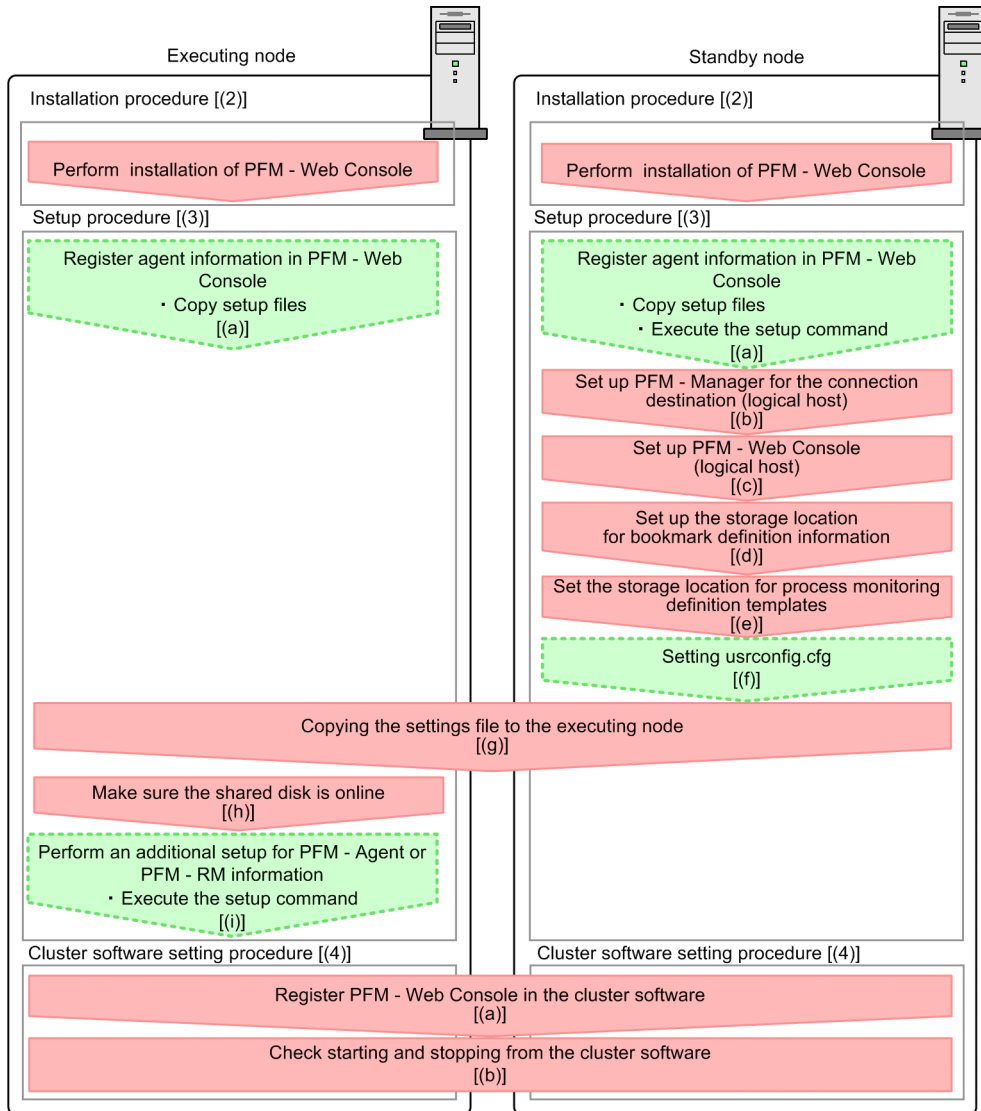 Executing node
Standby node
Installation procedure [(2)]
Installation procedure [(2)]
Perform  installation of PFM - Web Console
Perform  installation of PFM - Web Console
Setup procedure [(3)]
Setup procedure [(3)]
Register agent information in PFM - Web
Console
・Copy setup files
[(a)]
Register agent information in PFM - Web
Console
・Copy setup files
・Execute the setup command
[(a)]
Set up PFM - Manager for the connection
destination (logical host)
[(b)]
Set up PFM - Web Console
(logical host)
[(c)]
Set up the storage location
for bookmark definition information
[(d)]
Set the storage location for process monitoring
definition templates
[(e)]
Setting usrconfig.cfg
[(f)]
Copying the settings file to the executing node
[(g)]
Make sure the shared disk is online
[(h)]
Perform an additional setup for PFM - Agent or
PFM - RM information
・Execute the setup command
[(i)]
Cluster software setting procedure [(4)]
Cluster software setting procedure [(4)]
Register PFM - Web Console in the cluster software
[(a)]
Check starting and stopping from the cluster software
[(b)]